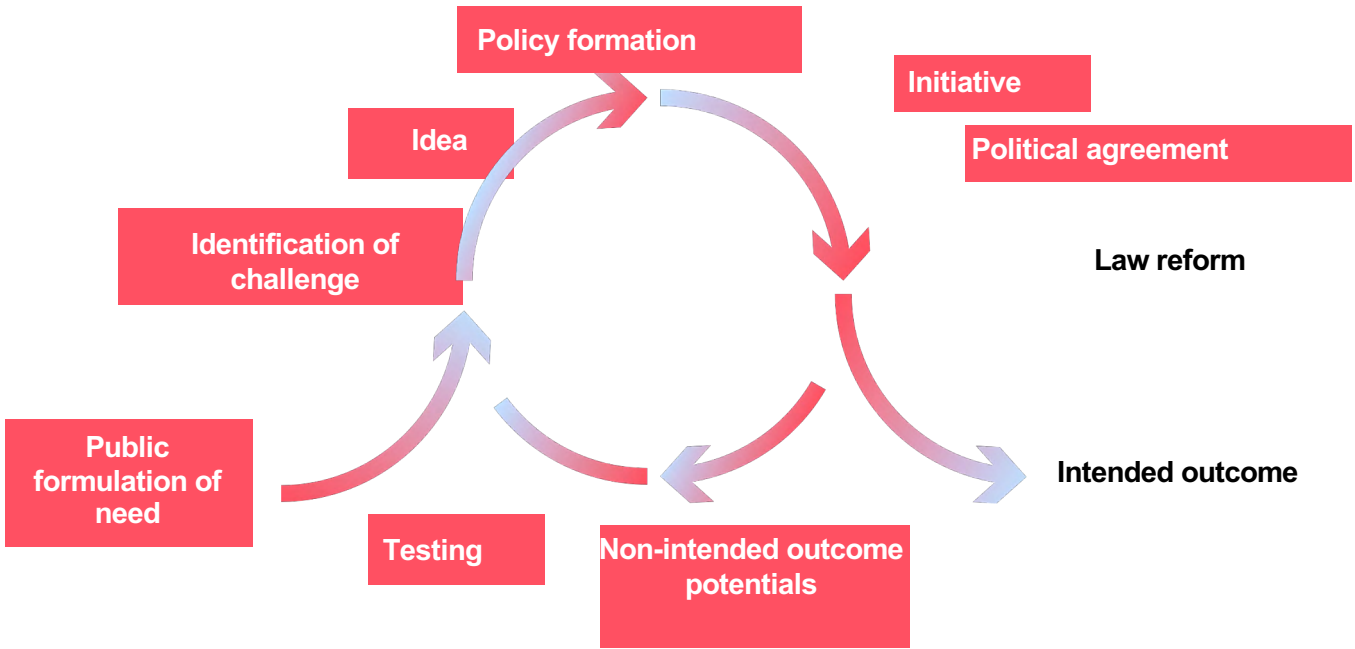 Policy formation
Initiative
Idea
Political agreement
Identification of
challenge
Law reform
Public
formulation of
need
Intended outcome
Testing
Non-intended outcome
potentials